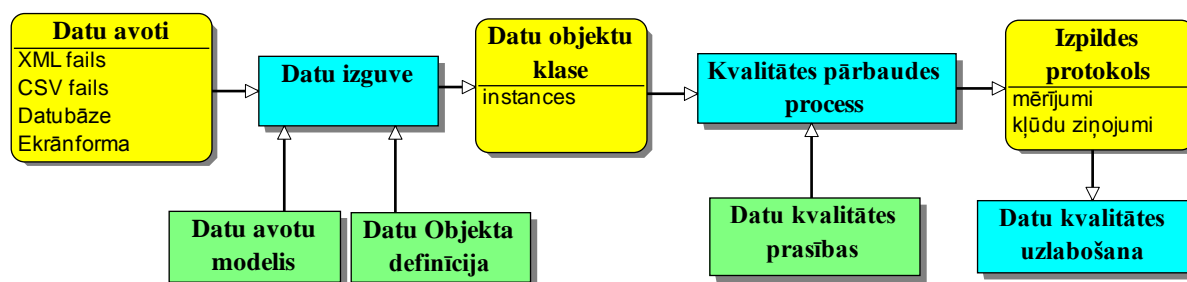 Datu avoti
XML fails
CSV fails
Datubāze
Ekrānforma
Datu izguve
Datu objektu
klase
instances
Kvalitātes pārbaudes
process
Izpildes
protokols
mērījumi
kļūdu ziņojumi
Datu avotu
modelis
Datu Objekta
definīcija
Datu kvalitātes
prasības
Datu kvalitātes
uzlabošana